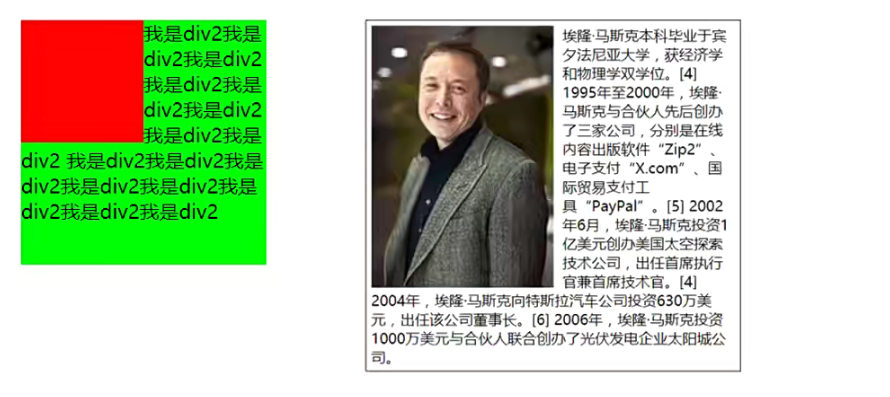 我是div2我是
div2我是div2
我是div2我是
div2我是div2
我是div2我是
div2 我是div2我是div2我是
div2我是div2我是div2我是
div2我是div2我是div2
埃隆·马斯克本科毕业于宾
夕法尼亚大学，获经济学
和物理学双学位。[4]
1995年至2000年，埃隆·
马斯克与合伙人先后创办
了三家公司，分别是在线
内容出版软件“Zip2”、
电子支付“X.com”、国
际贸易支付工
具“PayPal”。[5] 2002
年6月，埃隆·马斯克投资1
亿美元创办美国太空探索
技术公司，出任首席执行
官兼首席技术官。[4]
2004年，埃隆·马斯克向特斯拉汽车公司投资630万美
元，出任该公司董事长。[6] 2006年，埃隆·马斯克投资
1000万美元与合伙人联合创办了光伏发电企业太阳城公
司。